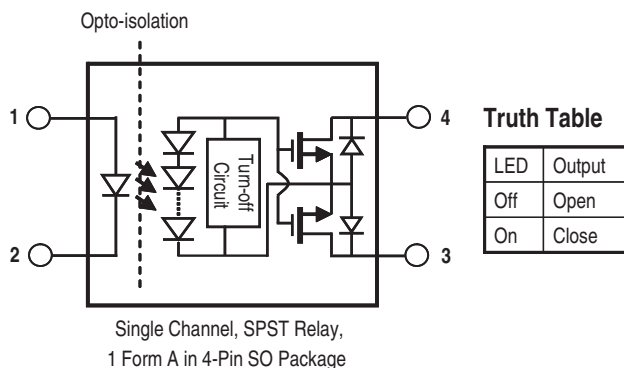 Opto-isolation
1
4
2
3
Turn-off
Circuit
Truth Table
LED Output
Off Open
On Close
Single Channel, SPST Relay,
1 Form A in 4-Pin SO Package